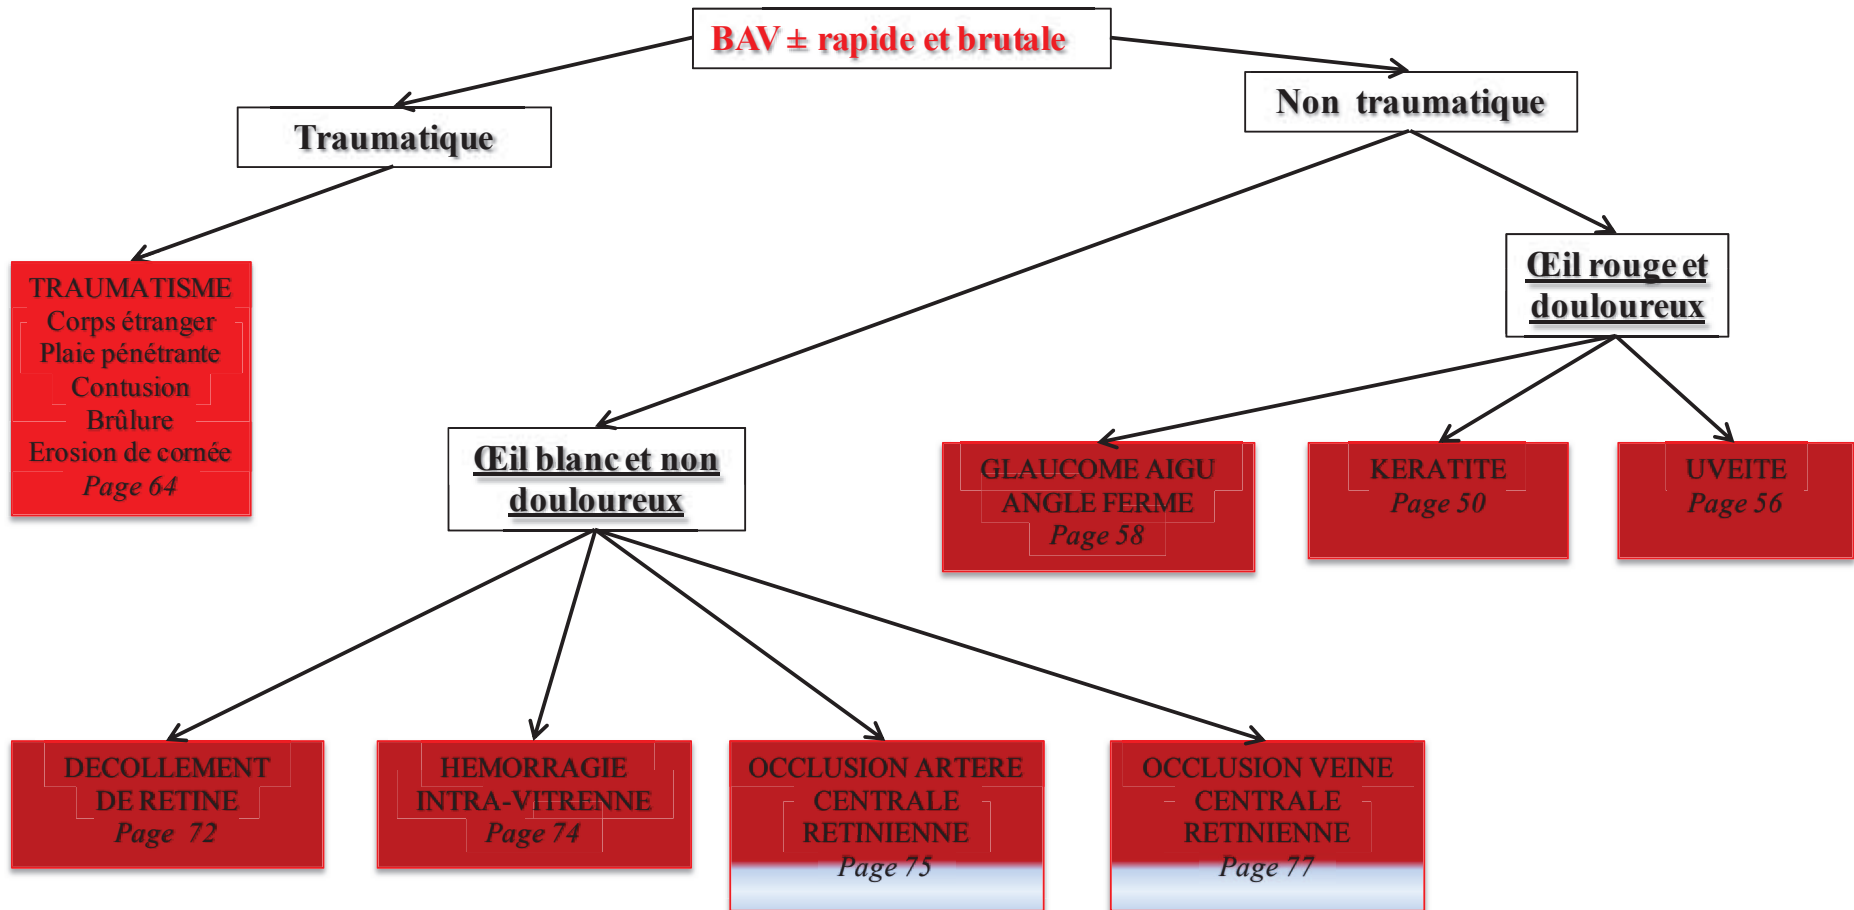 BAV ± rapide et brutale
Non traumatique
Traumatique
Œil rouge et
douloureux
TRAUMATISME
Corps étranger
Plaie pénétrante
Contusion
Brûlure
Erosion de cornée
Page 64
Œil blanc et non
douloureux
GLAUCOME AIGU
ANGLE FERME
Page 58
KERATITE
Page 50
UVEITE
Page 56
DECOLLEMENT
DE RETINE
Page 72
HEMORRAGIE
INTRA-VITRENNE
Page 74
OCCLUSION ARTERE
CENTRALE
RETINIENNE
Page 75
OCCLUSION VEINE
CENTRALE
RETINIENNE
Page 77